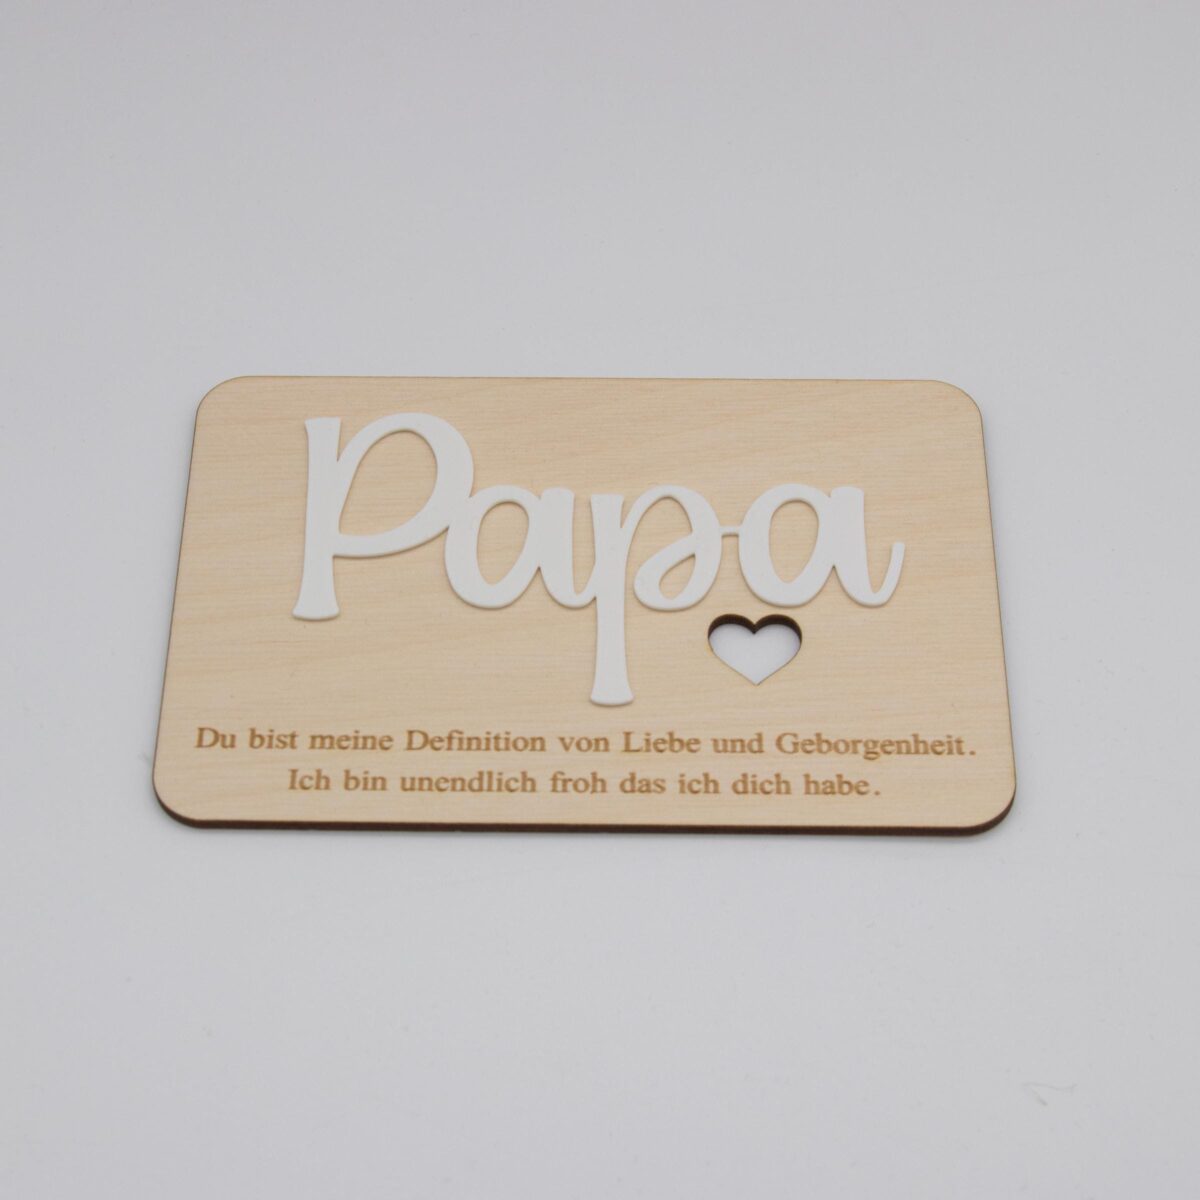 Papa
Du bist meine Definition von Liebe und Geborgenheit.
Ich bin unendlich froh das ich dich habe.